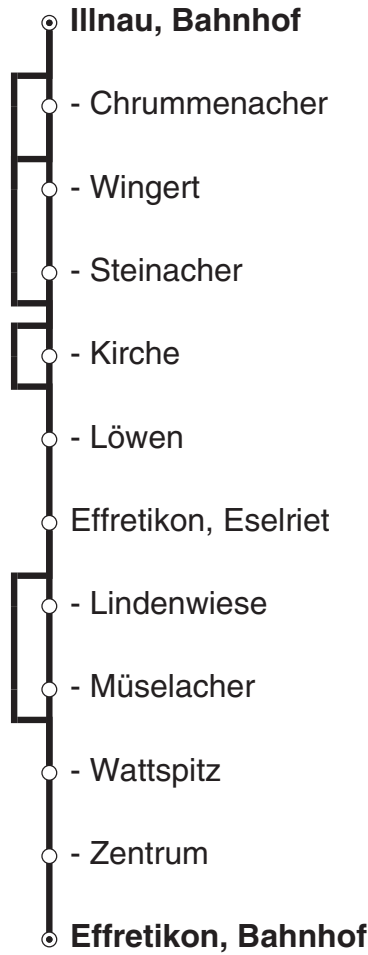 Illnau, Bahnhof
- Chrummenacher
- Wingert
- Steinacher
- Kirche
- Löwen
Effretikon, Eselriet
- Lindenwiese
- Müselacher
- Wattspitz
- Zentrum
Effretikon, Bahnhof